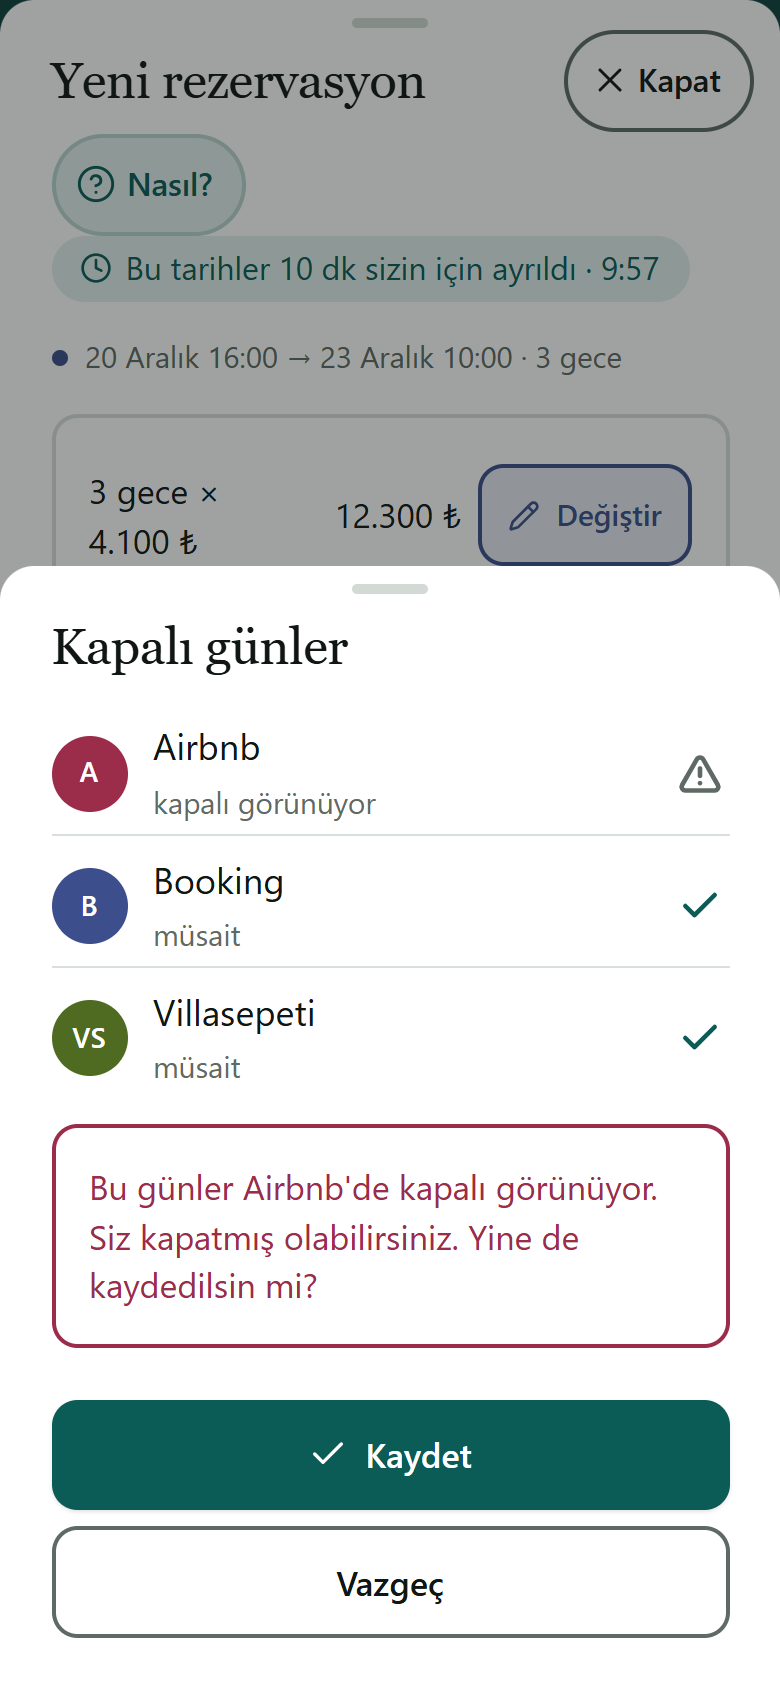 Yeni rezervasyon
Kapat
Nasıl?
Bu tarihler 10 dk sizin için ayrıldı · 9:57
20 Aralık 16:00 → 23 Aralık 10:00 · 3 gece
3 gece ×
4.100 ₺
12.300 ₺
Değiştir
Kapalı günler
A
Airbnb
kapalı görünüyor
B
Booking
müsait
VS
Villasepeti
müsait
Bu günler Airbnb'de kapalı görünüyor.
Siz kapatmış olabilirsiniz. Yine de
kaydedilsin mi?
Kaydet
Vazgeç